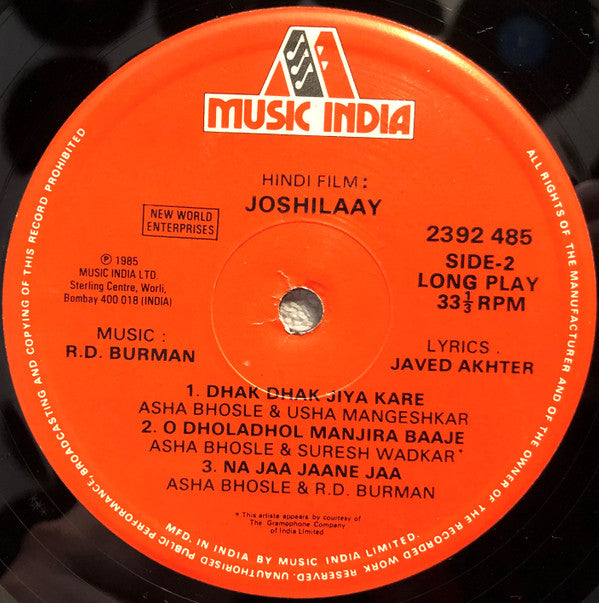 MUSIC INDIA
HINDI FILM :
JOSHILAAY
NEW WORLD
ENTERPRISES
2392 485
SIDE-2
LONG PLAY
33⅓ RPM
℗ 1985
MUSIC INDIA LTD.
Sterling Centre, Worli,
Bombay 400 018 (INDIA)
MUSIC :
R.D. BURMAN
LYRICS .
JAVED AKHTER
1. DHAK DHAK JIYA KARE
ASHA BHOSLE & USHA MANGESHKAR
2. O DHOLADHOL MANJIRA BAAJE
ASHA BHOSLE & SURESH WADKAR*
3. NA JAA JAANE JAA
ASHA BHOSLE & R.D. BURMAN
* This artiste appears by courtesy of
The Gramophone Company
of India Limited
MFD. IN INDIA BY MUSIC INDIA LIMITED.
ALL RIGHTS OF THE MANUFACTURER AND OF THE OWNER OF THE RECORDED WORK RESERVED. UNAUTHORISED PUBLIC PERFORMANCE, BROADCASTING AND COPYING OF THIS RECORD PROHIBITED